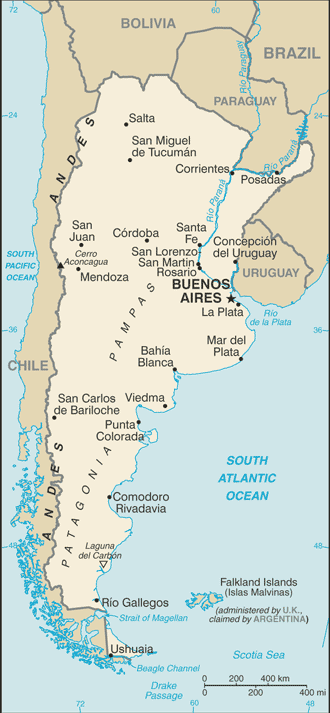 72
60
BOLIVIA
BRAZIL
PARAGUAY
Río Paraguay
24
24
Salta
ANDES
San Miguel
de Tucumán
Río Paraná
Corrientes
Posadas
Río Paraná
San
Juan
Córdoba
Santa
Fe
Cerro
Aconcagua
San Lorenzo
San Martin
Rosario
Concepción
del Uruguay
SOUTH
PACIFIC
OCEAN
Mendoza
URUGUAY
BUENOS
AIRES
La Plata
Río
de la Plata
PAMPAS
36
36
Mar del
Plata
CHILE
Bahía
Blanca
San Carlos
de Bariloche
Viedma
Punta
Colorada
ANDES
PATAGONIA
SOUTH
ATLANTIC
OCEAN
Comodoro
Rivadavia
48
48
Laguna
del Carbón
Falkland Islands
(Islas Malvinas)
(administered by U.K.,
claimed by ARGENTINA)
Río Gallegos
Strait of Magellan
Ushuaia
Beagle Channel
Scotia Sea
Drake
Passage
0 200 400 km
0 200 400 mi
72
60